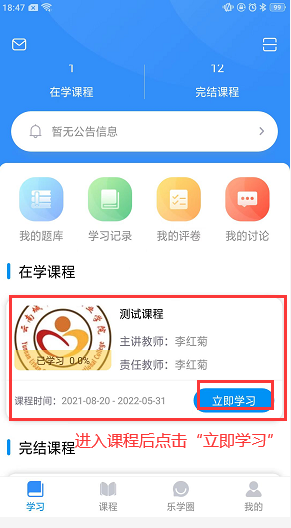 18:47
99
1
12
在学课程
完结课程
暂无公告信息
我的题库
学习记录
我的评卷
我的讨论
在学课程
测试课程
主讲教师：李红菊
责任教师：李红菊
已学习 0.0%
课程时间：2021-08-20 - 2022-05-31
立即学习
进入课程后点击“立即学习”
完结课程
学习
课程
乐学圈
我的